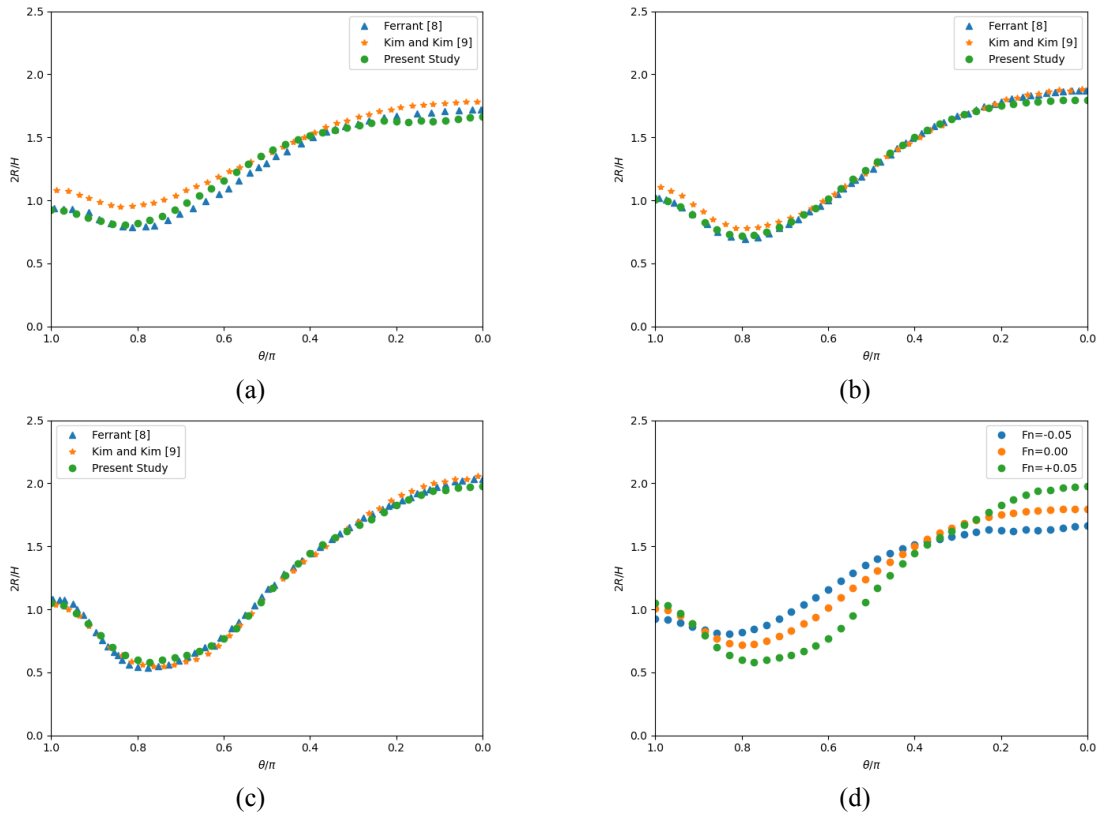 2.5
2.0
1.5
1.0
0.5
0.0
2R/H
1.0 0.8 0.6 0.4 0.2 0.0
θ/π
Ferrant [8]
Kim and Kim [9]
Present Study
(a)
2.5
2.0
1.5
1.0
0.5
0.0
2R/H
1.0 0.8 0.6 0.4 0.2 0.0
θ/π
Ferrant [8]
Kim and Kim [9]
Present Study
(b)
2.5
2.0
1.5
1.0
0.5
0.0
2R/H
1.0 0.8 0.6 0.4 0.2 0.0
θ/π
Ferrant [8]
Kim and Kim [9]
Present Study
(c)
2.5
2.0
1.5
1.0
0.5
0.0
2R/H
1.0 0.8 0.6 0.4 0.2 0.0
θ/π
Fn=-0.05
Fn=0.00
Fn=+0.05
(d)